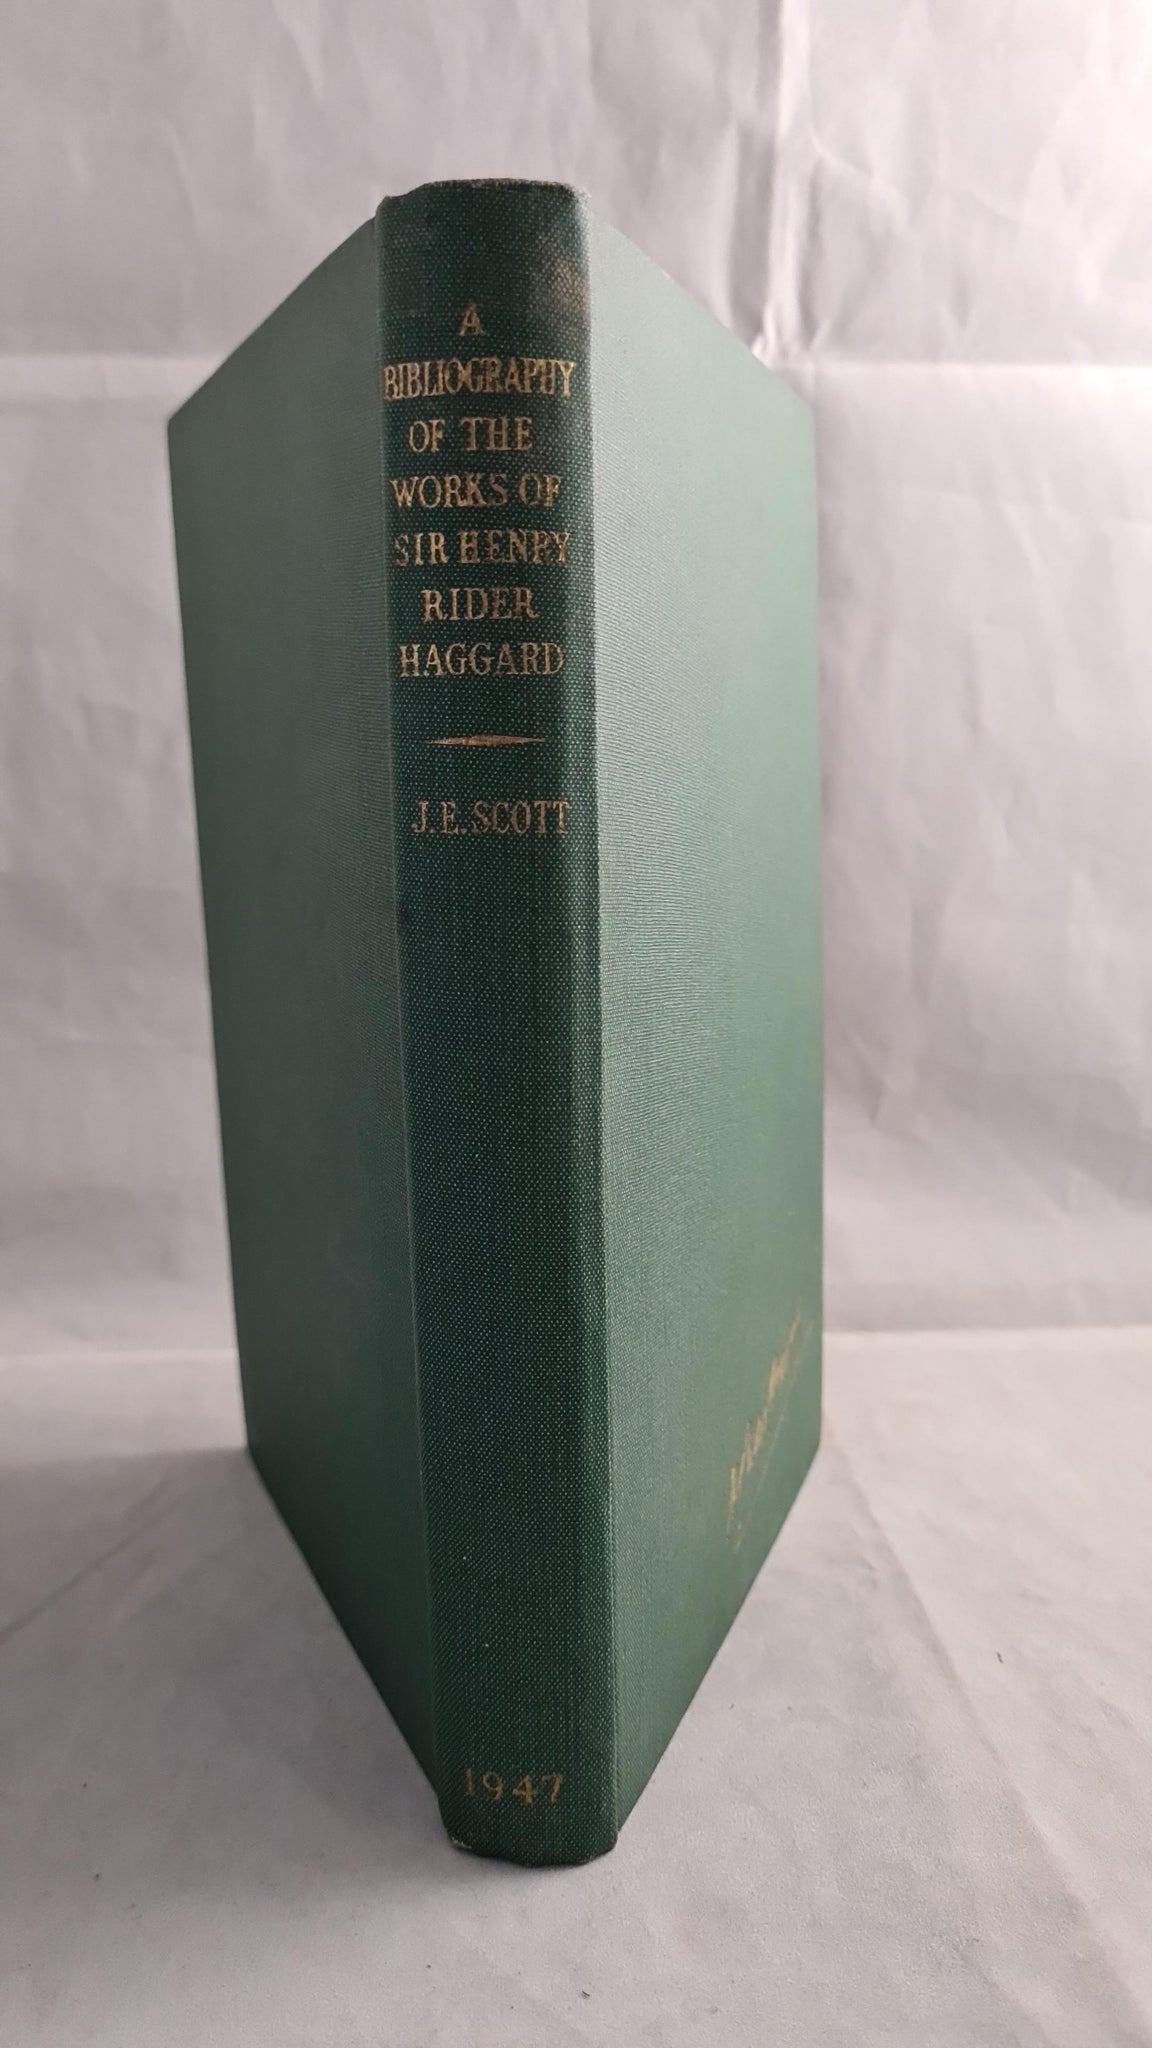 A
BIBLIOGRAPHY
OF THE
WORKS OF
SIR HENRY
RIDER
HAGGARD
J.E. SCOTT
1947